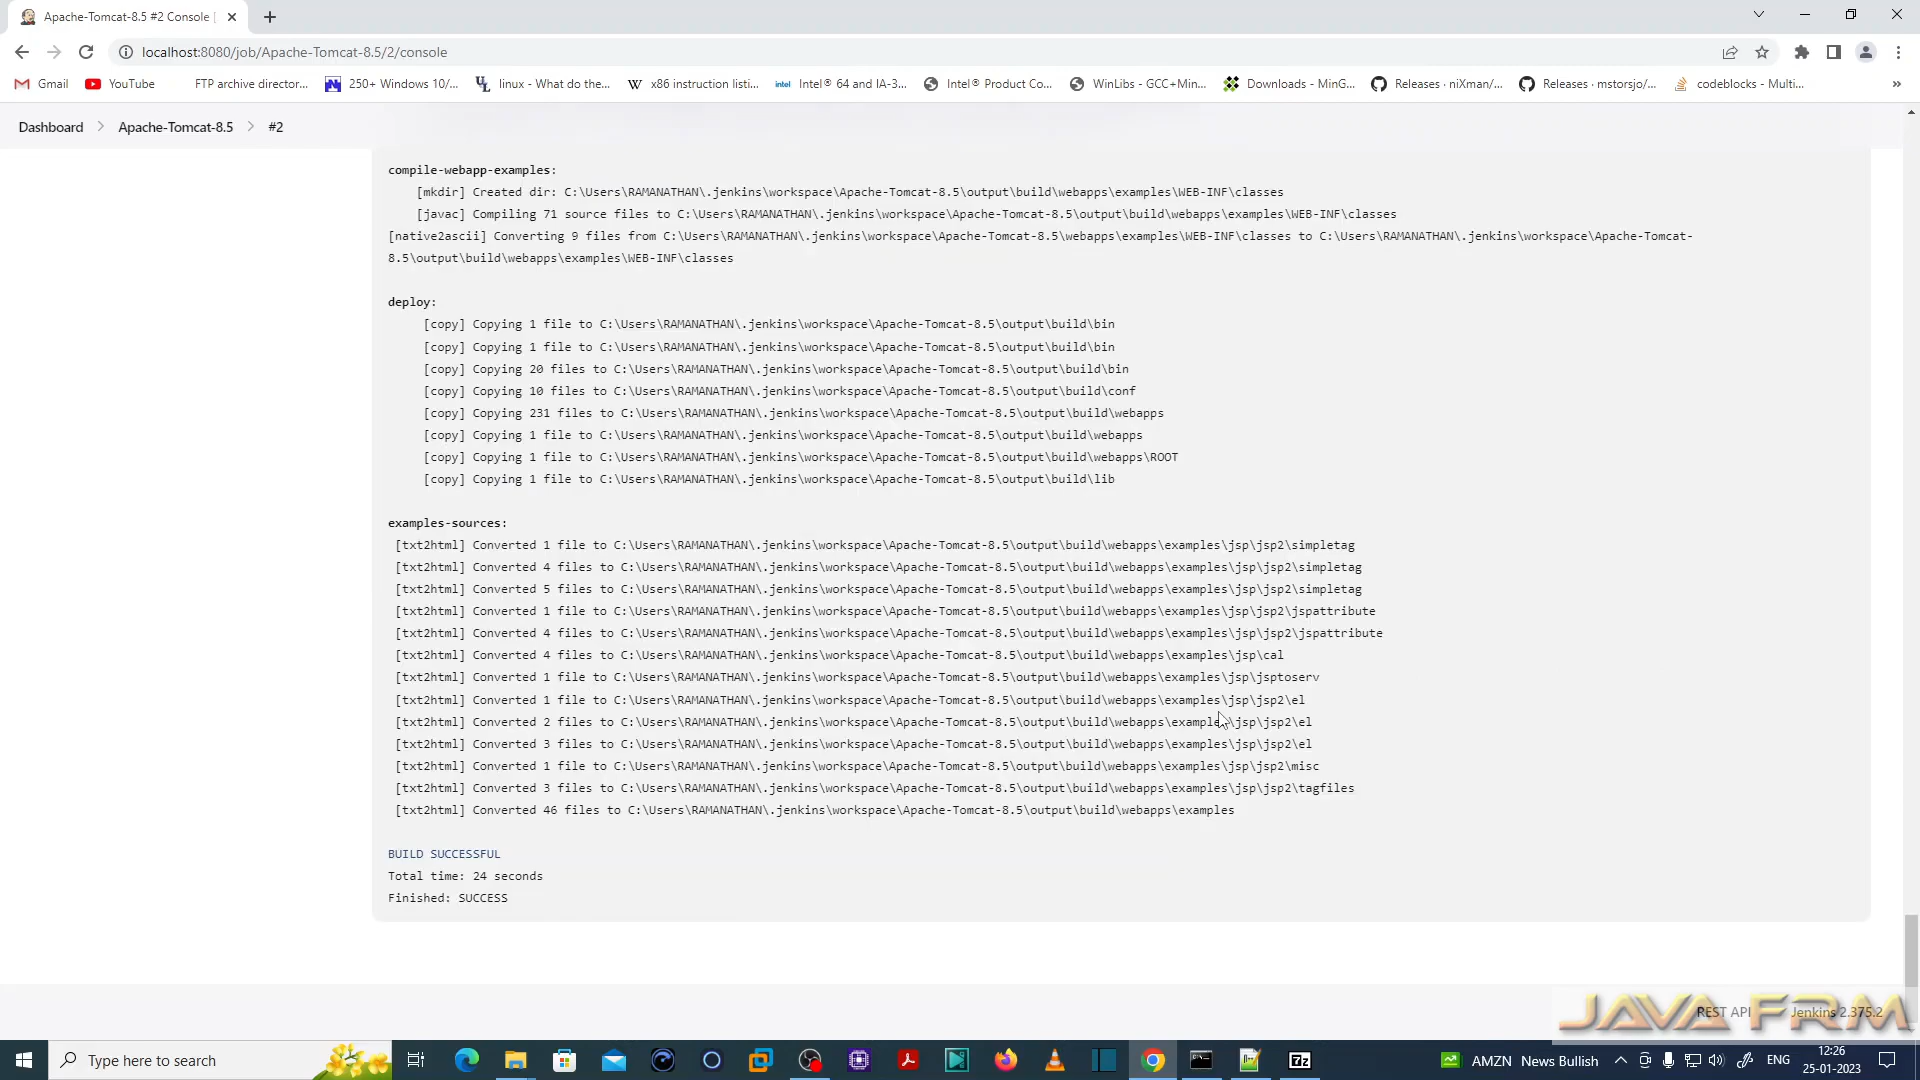 Apache-Tomcat-8.5 #2 Console [
localhost:8080/job/Apache-Tomcat-8.5/2/console
Gmail
YouTube
FTP archive director...
250+ Windows 10/...
linux - What do the...
x86 instruction listi...
Intel® 64 and IA-3...
Intel® Product Co...
WinLibs - GCC+Min...
Downloads - MinG...
Releases · niXman/...
Releases · mstorsjo/...
codeblocks - Multi...
Dashboard
Apache-Tomcat-8.5
#2
compile-webapp-examples:
[mkdir] Created dir: C:\Users\RAMANATHAN\.jenkins\workspace\Apache-Tomcat-8.5\output\build\webapps\examples\WEB-INF\classes
[javac] Compiling 71 source files to C:\Users\RAMANATHAN\.jenkins\workspace\Apache-Tomcat-8.5\output\build\webapps\examples\WEB-INF\classes
[native2ascii] Converting 9 files from C:\Users\RAMANATHAN\.jenkins\workspace\Apache-Tomcat-8.5\webapps\examples\WEB-INF\classes to C:\Users\RAMANATHAN\.jenkins\workspace\Apache-Tomcat-
8.5\output\build\webapps\examples\WEB-INF\classes
deploy:
[copy] Copying 1 file to C:\Users\RAMANATHAN\.jenkins\workspace\Apache-Tomcat-8.5\output\build\bin
[copy] Copying 1 file to C:\Users\RAMANATHAN\.jenkins\workspace\Apache-Tomcat-8.5\output\build\bin
[copy] Copying 20 files to C:\Users\RAMANATHAN\.jenkins\workspace\Apache-Tomcat-8.5\output\build\bin
[copy] Copying 10 files to C:\Users\RAMANATHAN\.jenkins\workspace\Apache-Tomcat-8.5\output\build\conf
[copy] Copying 231 files to C:\Users\RAMANATHAN\.jenkins\workspace\Apache-Tomcat-8.5\output\build\webapps
[copy] Copying 1 file to C:\Users\RAMANATHAN\.jenkins\workspace\Apache-Tomcat-8.5\output\build\webapps
[copy] Copying 1 file to C:\Users\RAMANATHAN\.jenkins\workspace\Apache-Tomcat-8.5\output\build\webapps\ROOT
[copy] Copying 1 file to C:\Users\RAMANATHAN\.jenkins\workspace\Apache-Tomcat-8.5\output\build\lib
examples-sources:
[txt2html] Converted 1 file to C:\Users\RAMANATHAN\.jenkins\workspace\Apache-Tomcat-8.5\output\build\webapps\examples\jsp\jsp2\simpletag
[txt2html] Converted 4 files to C:\Users\RAMANATHAN\.jenkins\workspace\Apache-Tomcat-8.5\output\build\webapps\examples\jsp\jsp2\simpletag
[txt2html] Converted 5 files to C:\Users\RAMANATHAN\.jenkins\workspace\Apache-Tomcat-8.5\output\build\webapps\examples\jsp\jsp2\simpletag
[txt2html] Converted 1 file to C:\Users\RAMANATHAN\.jenkins\workspace\Apache-Tomcat-8.5\output\build\webapps\examples\jsp\jsp2\jspattribute
[txt2html] Converted 4 files to C:\Users\RAMANATHAN\.jenkins\workspace\Apache-Tomcat-8.5\output\build\webapps\examples\jsp\jsp2\jspattribute
[txt2html] Converted 4 files to C:\Users\RAMANATHAN\.jenkins\workspace\Apache-Tomcat-8.5\output\build\webapps\examples\jsp\cal
[txt2html] Converted 1 file to C:\Users\RAMANATHAN\.jenkins\workspace\Apache-Tomcat-8.5\output\build\webapps\examples\jsp\jsptoserv
[txt2html] Converted 1 file to C:\Users\RAMANATHAN\.jenkins\workspace\Apache-Tomcat-8.5\output\build\webapps\examples\jsp\jsp2\el
[txt2html] Converted 2 files to C:\Users\RAMANATHAN\.jenkins\workspace\Apache-Tomcat-8.5\output\build\webapps\examples\jsp\jsp2\el
[txt2html] Converted 3 files to C:\Users\RAMANATHAN\.jenkins\workspace\Apache-Tomcat-8.5\output\build\webapps\examples\jsp\jsp2\el
[txt2html] Converted 1 file to C:\Users\RAMANATHAN\.jenkins\workspace\Apache-Tomcat-8.5\output\build\webapps\examples\jsp\jsp2\misc
[txt2html] Converted 3 files to C:\Users\RAMANATHAN\.jenkins\workspace\Apache-Tomcat-8.5\output\build\webapps\examples\jsp\jsp2\tagfiles
[txt2html] Converted 46 files to C:\Users\RAMANATHAN\.jenkins\workspace\Apache-Tomcat-8.5\output\build\webapps\examples
BUILD SUCCESSFUL
Total time: 24 seconds
Finished: SUCCESS
REST API
Jenkins 2.375.2
JAVA FRM
Type here to search
AMZN News Bullish
ENG
12:26
25-01-2023